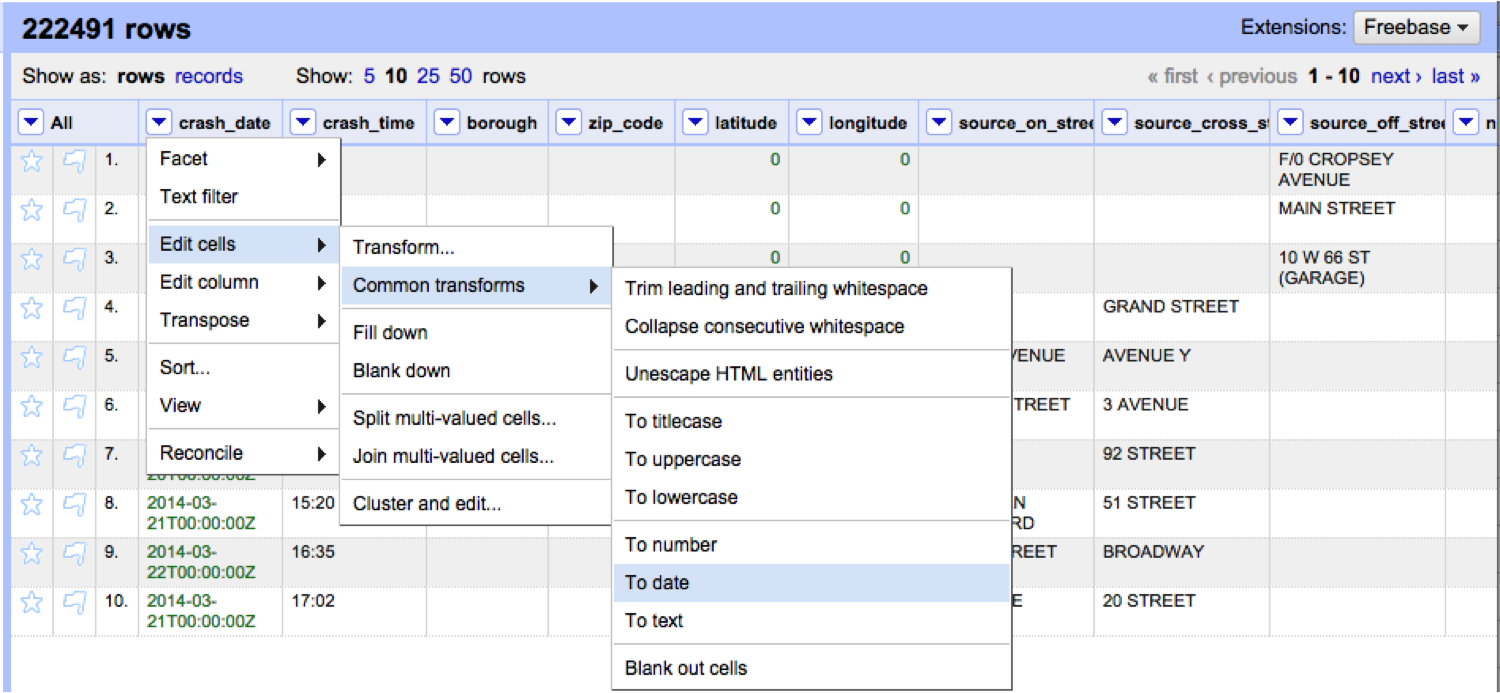 222491 rows
Extensions: Freebase
Show as: rows records Show: 5 10 25 50 rows « first ‹ previous 1 - 10 next › last »
All crash_date crash_time borough zip_code latitude longitude source_on_stree source_cross_st source_off_stree n
1. 0 0 F/0 CROPSEY
AVENUE
2. 0 0 MAIN STREET
3. 0 0 10 W 66 ST
(GARAGE)
4. GRAND STREET
5. VENUE AVENUE Y
6. TREET 3 AVENUE
7. 92 STREET
8. 2014-03- 15:20 N 51 STREET
21T00:00:00Z RD
9. 2014-03- 16:35 REET BROADWAY
22T00:00:00Z
10. 2014-03- 17:02 E 20 STREET
21T00:00:00Z
Facet
Text filter
Edit cells
Edit column
Transpose
Sort...
View
Reconcile
Transform...
Common transforms
Fill down
Blank down
Split multi-valued cells...
Join multi-valued cells...
Cluster and edit...
Trim leading and trailing whitespace
Collapse consecutive whitespace
Unescape HTML entities
To titlecase
To uppercase
To lowercase
To number
To date
To text
Blank out cells